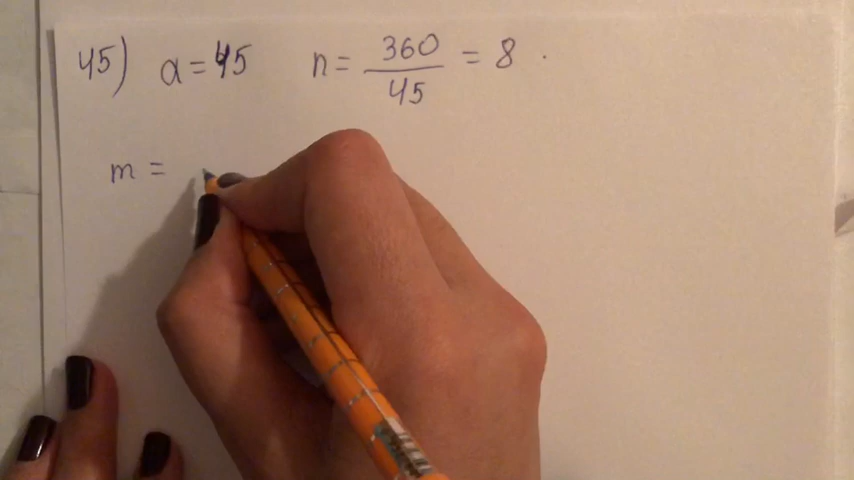 45) a = 45 n = 360/45 = 8 .
m =